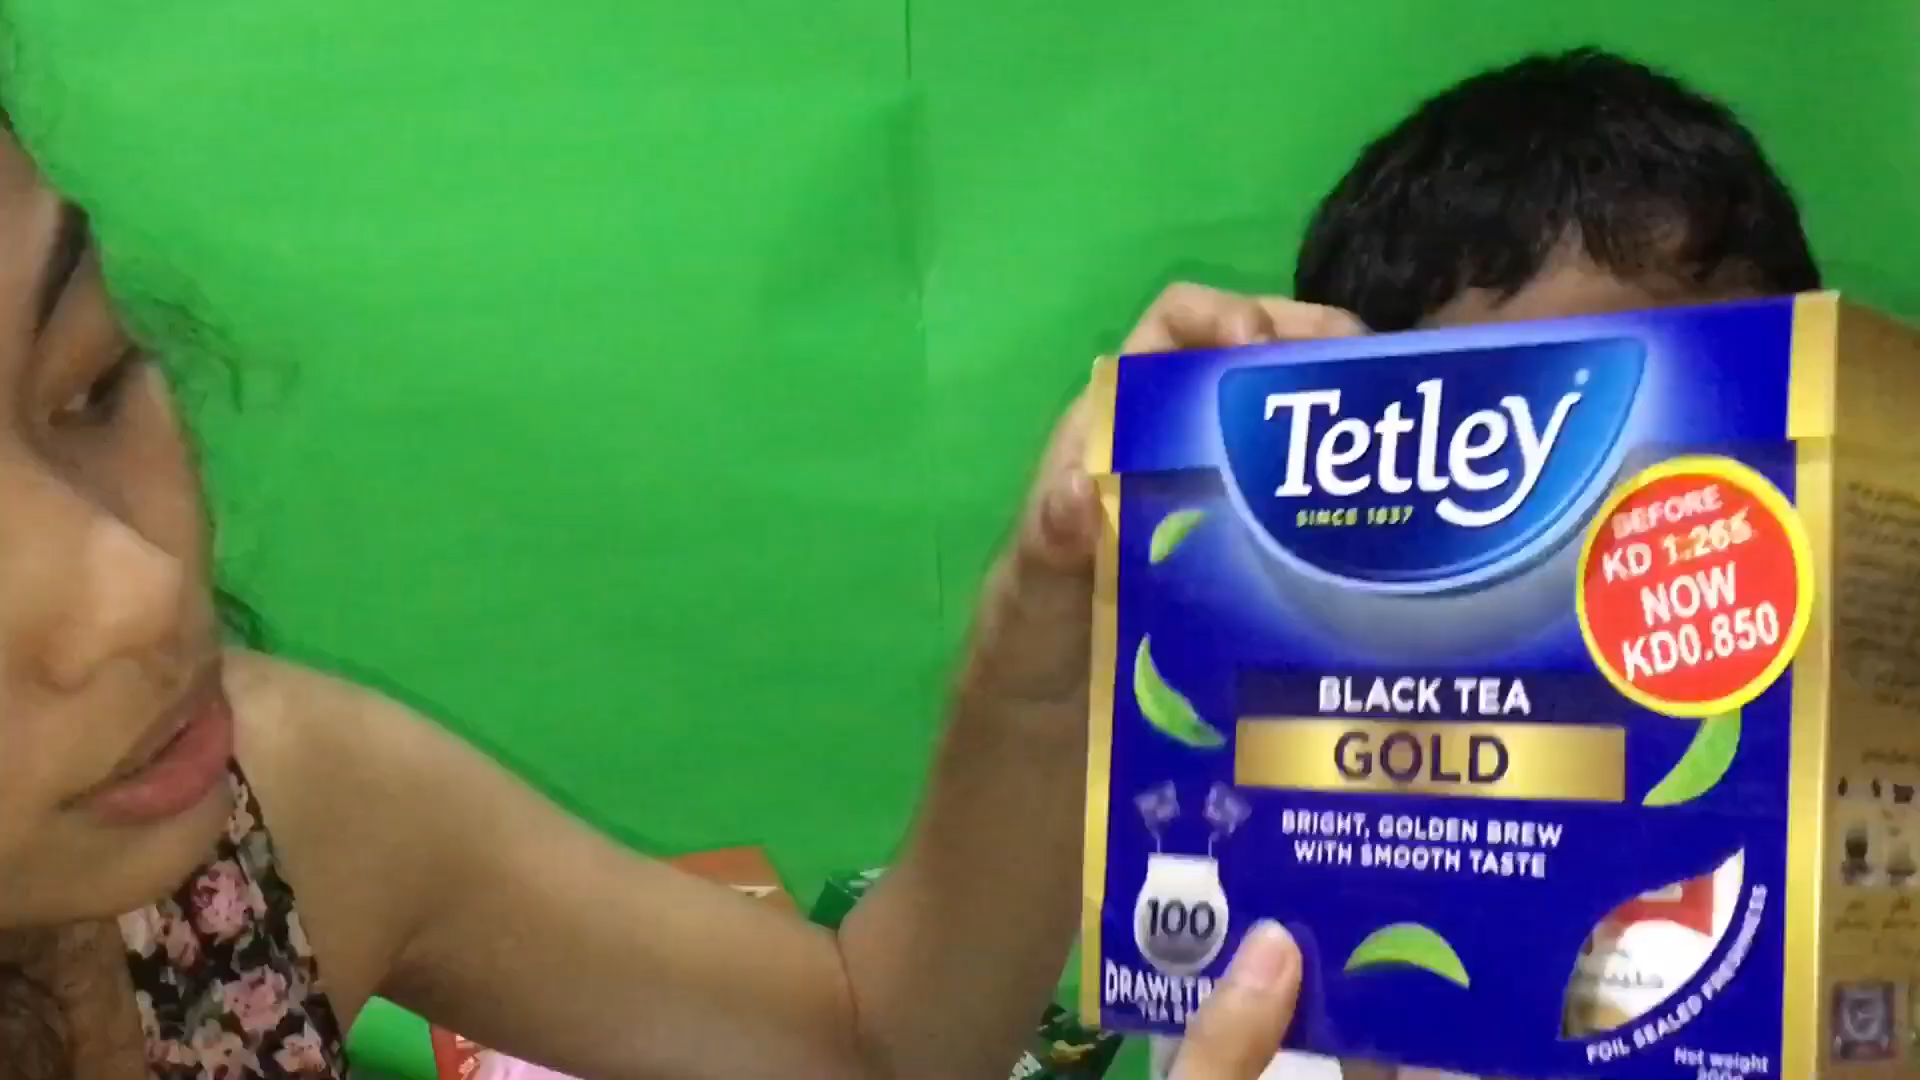 Tetley
SINCE 1837
BEFORE
KD 1.265
NOW
KD0.850
BLACK TEA
GOLD
BRIGHT, GOLDEN BREW
WITH SMOOTH TASTE
100
FOIL SEALED FRESHNESS
Net weight